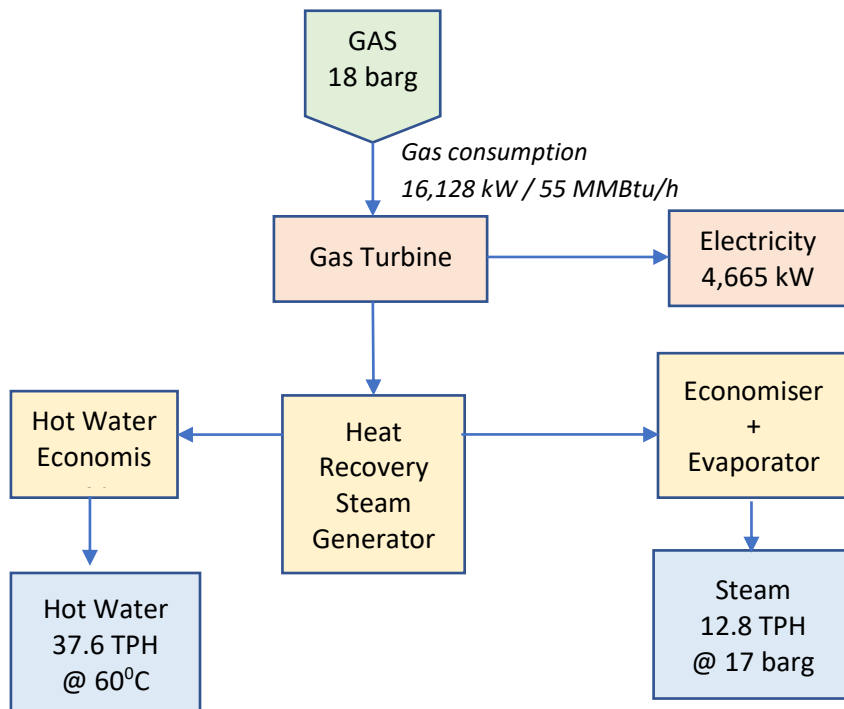 GAS
18 barg
Gas consumption
16,128 kW / 55 MMBtu/h
Gas Turbine
Electricity
4,665 kW
Hot Water
Economis
Heat
Recovery
Steam
Generator
Economiser
+
Evaporator
Hot Water
37.6 TPH
@ 60⁰C
Steam
12.8 TPH
@ 17 barg